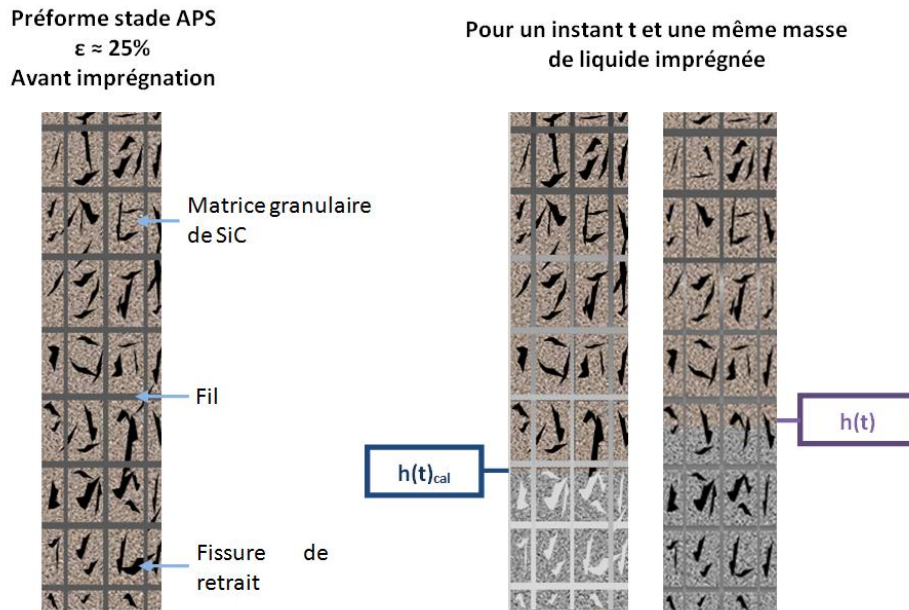 Préforme stade APS
ε ≈ 25%
Avant imprégnation
Pour un instant t et une même masse
de liquide imprégnée
Matrice granulaire
de SiC
Fil
h(t)cal
h(t)
Fissure de
retrait